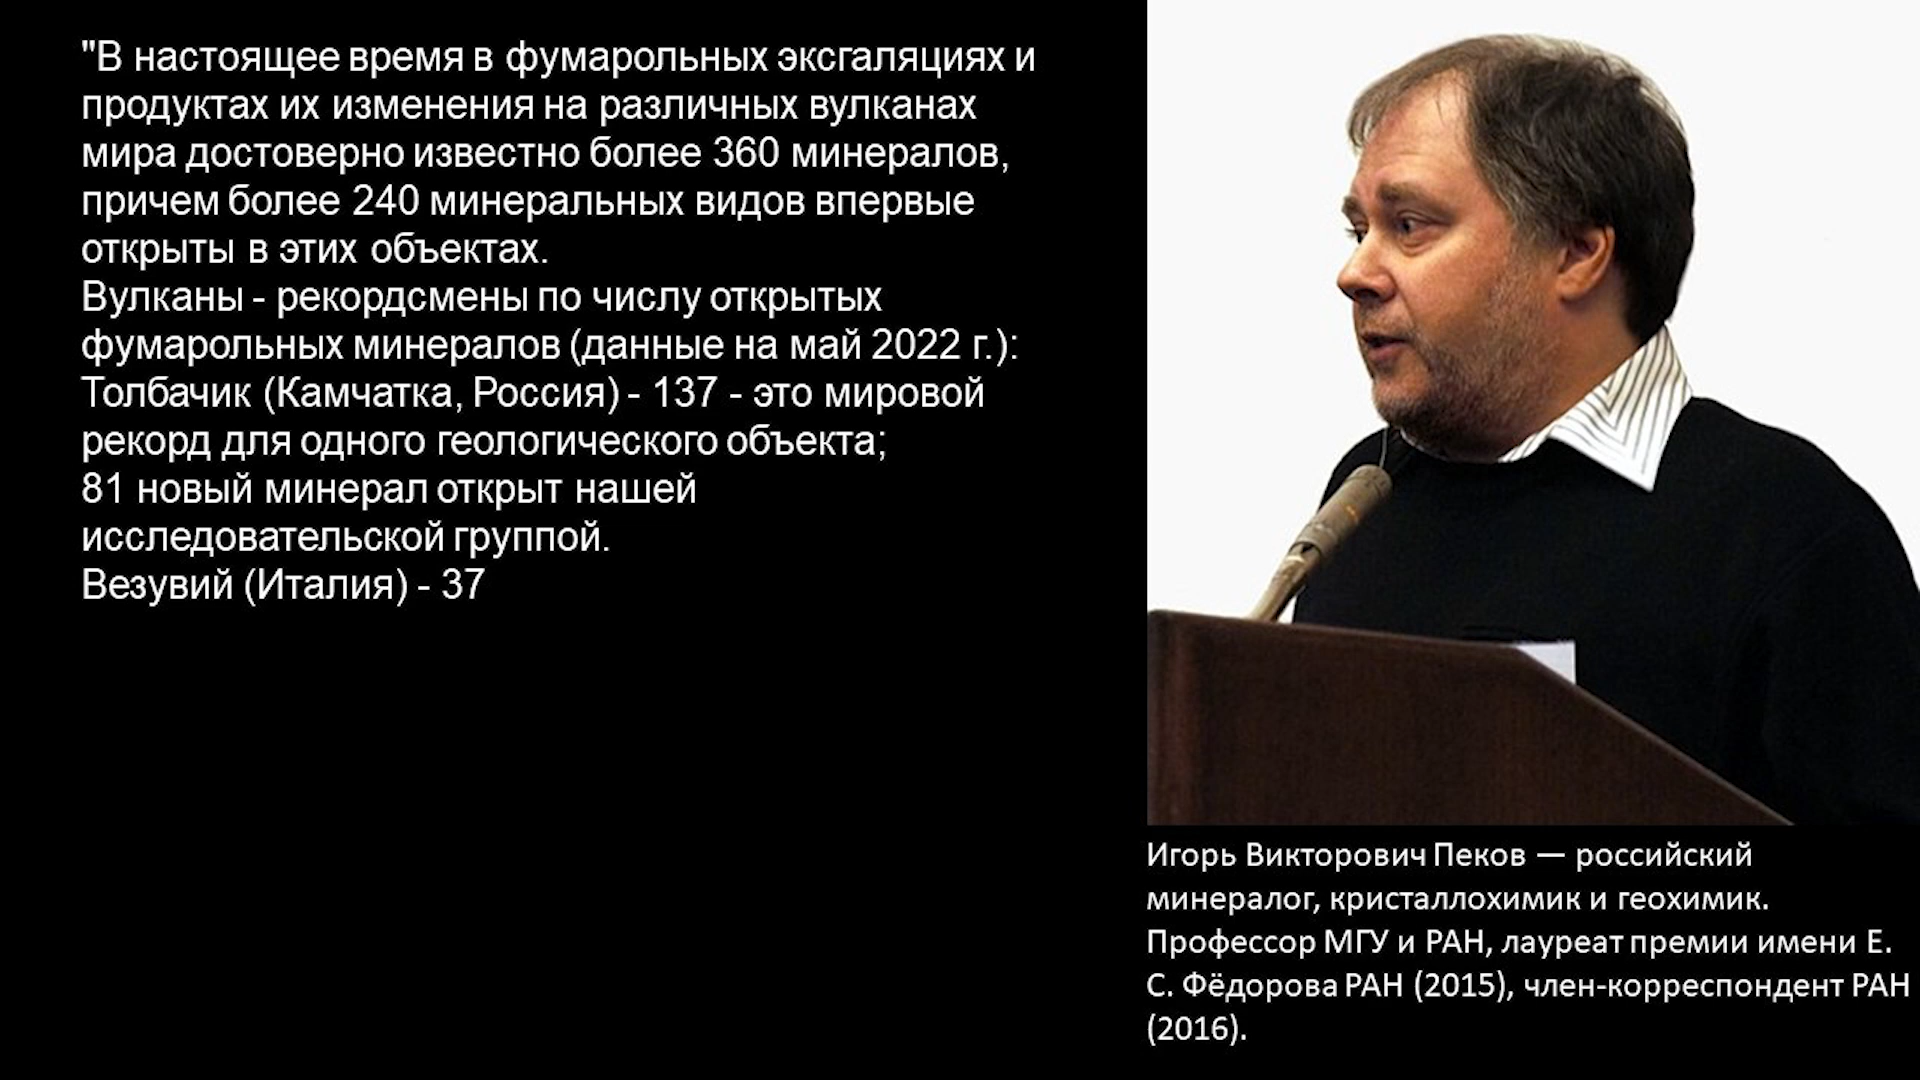 "В настоящее время в фумарольных эксгаляциях и
продуктах их изменения на различных вулканах
мира достоверно известно более 360 минералов,
причем более 240 минеральных видов впервые
открыты в этих объектах.
Вулканы - рекордсмены по числу открытых
фумарольных минералов (данные на май 2022 г.):
Толбачик (Камчатка, Россия) - 137 - это мировой
рекорд для одного геологического объекта;
81 новый минерал открыт нашей
исследовательской группой.
Везувий (Италия) - 37
Игорь Викторович Пеков — российский
минералог, кристаллохимик и геохимик.
Профессор МГУ и РАН, лауреат премии имени Е.
С. Фёдорова РАН (2015), член-корреспондент РАН
(2016).